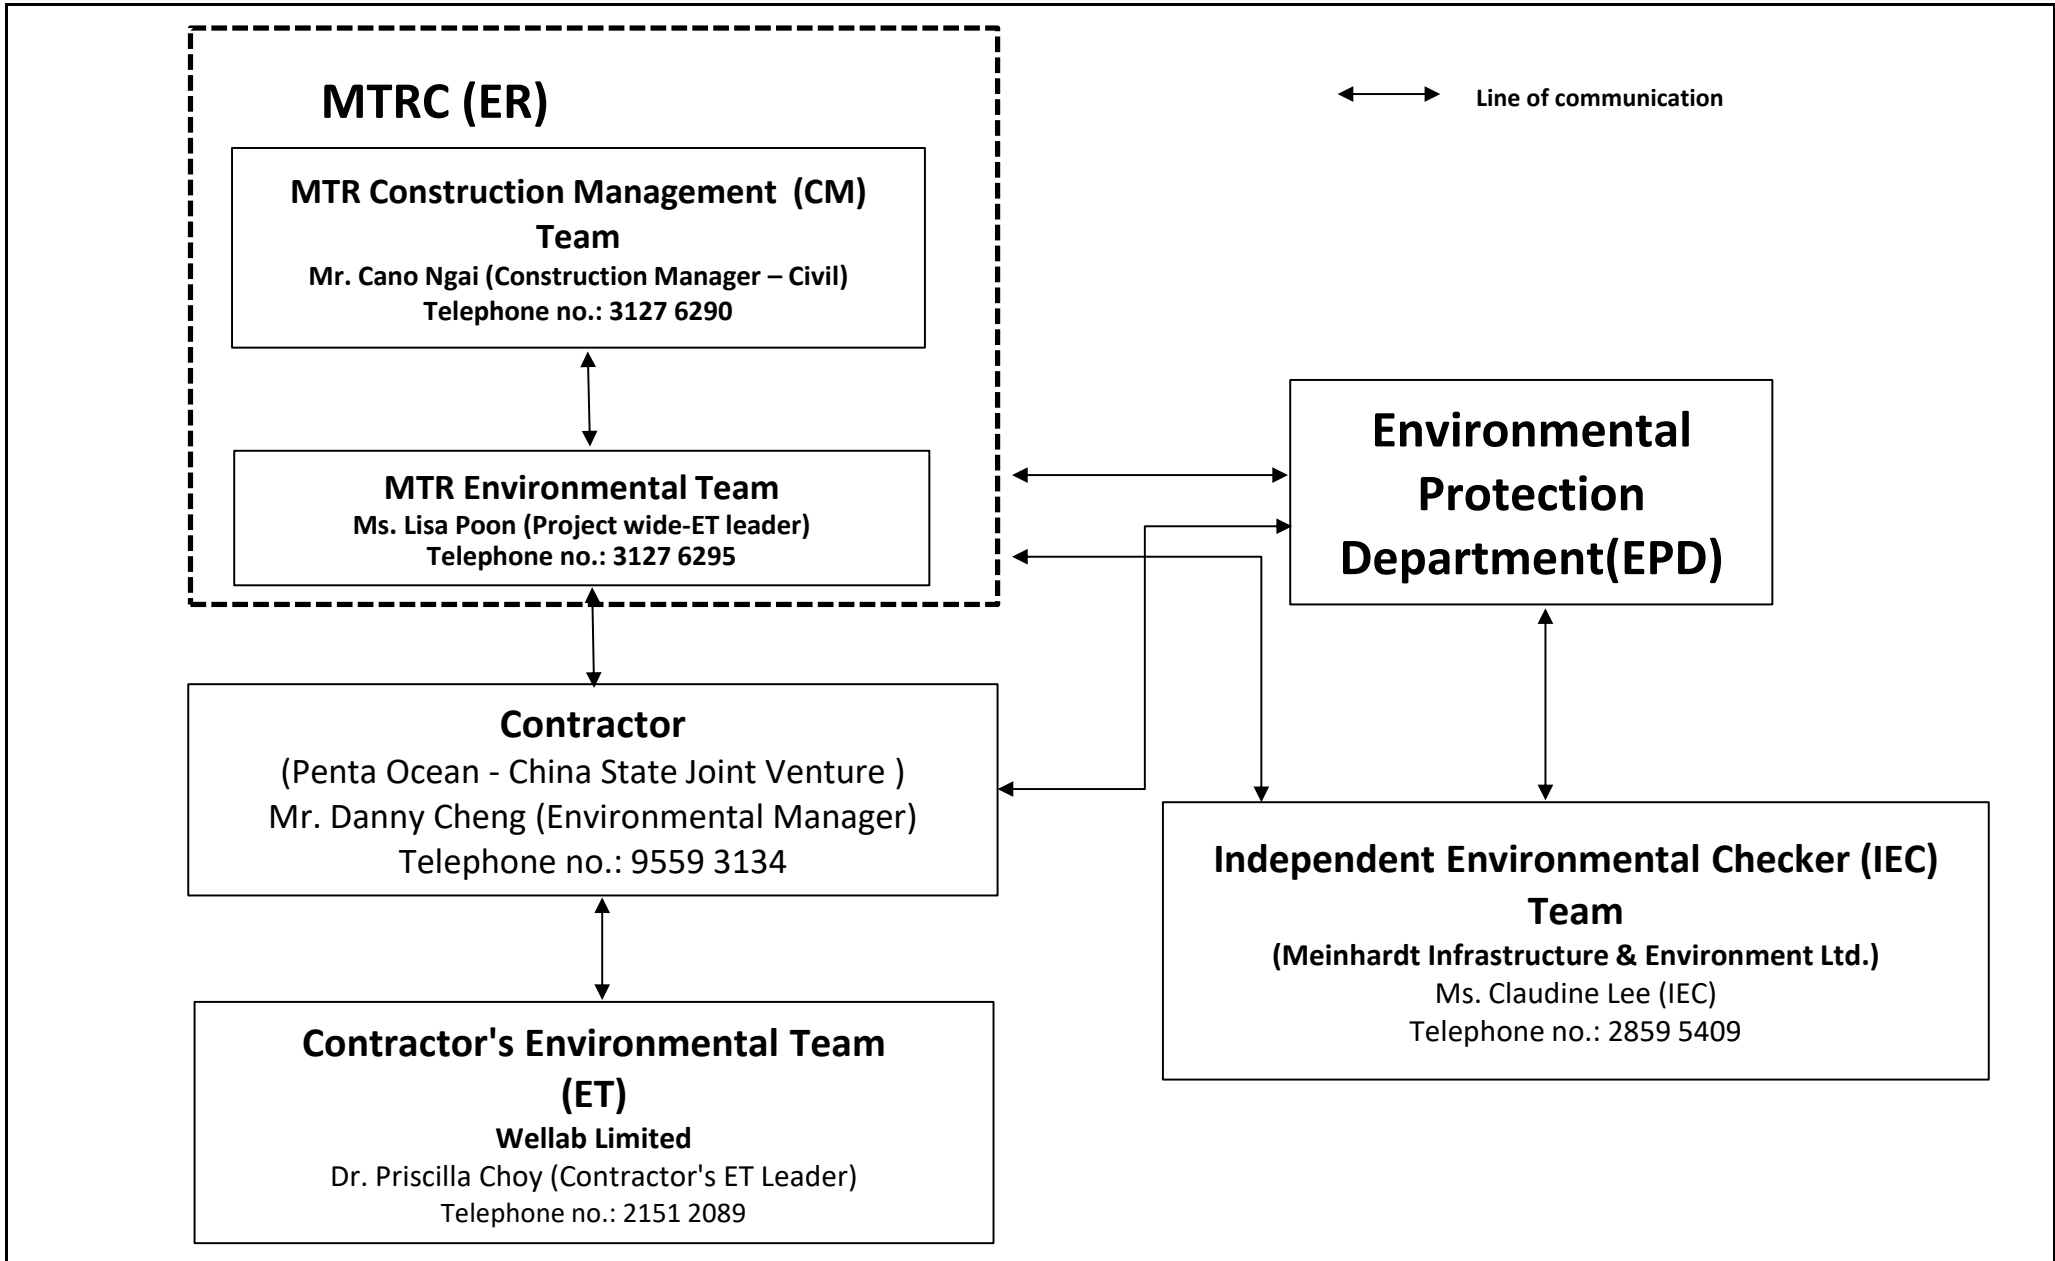 MTRC (ER)
Line of communication
MTR Construction Management (CM)
Team
Mr. Cano Ngai (Construction Manager – Civil)
Telephone no.: 3127 6290
MTR Environmental Team
Ms. Lisa Poon (Project wide-ET leader)
Telephone no.: 3127 6295
Environmental
Protection
Department(EPD)
Contractor
(Penta Ocean - China State Joint Venture )
Mr. Danny Cheng (Environmental Manager)
Telephone no.: 9559 3134
Independent Environmental Checker (IEC)
Team
(Meinhardt Infrastructure & Environment Ltd.)
Ms. Claudine Lee (IEC)
Telephone no.: 2859 5409
Contractor's Environmental Team
(ET)
Wellab Limited
Dr. Priscilla Choy (Contractor's ET Leader)
Telephone no.: 2151 2089